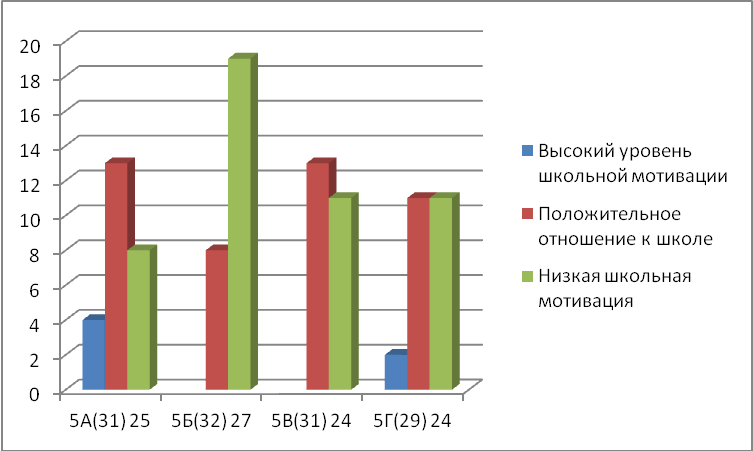 20
18
16
14
12
10
8
6
4
2
0
5А(31) 25 5Б(32) 27 5В(31) 24 5Г(29) 24
Высокий уровень
школьной мотивации
Положительное
отношение к школе
Низкая школьная
мотивация